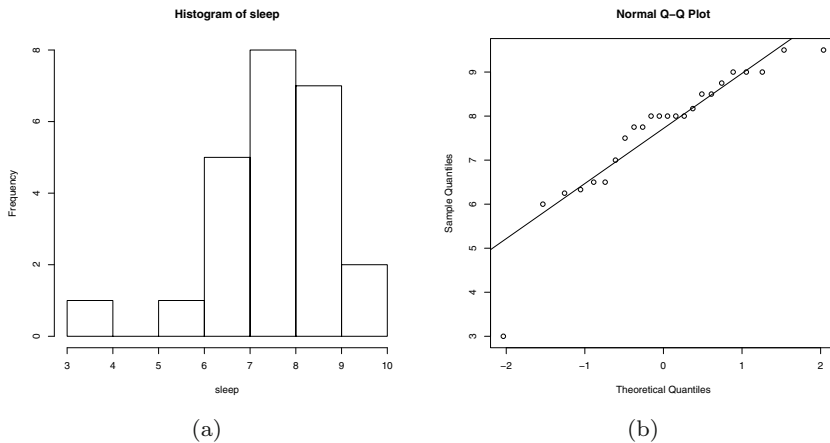 Histogram of sleep
Frequency
0
2
4
6
8
3 4 5 6 7 8 9 10
sleep
(a)
Normal Q−Q Plot
Sample Quantiles
3
4
5
6
7
8
9
−2 −1 0 1 2
Theoretical Quantiles
(b)